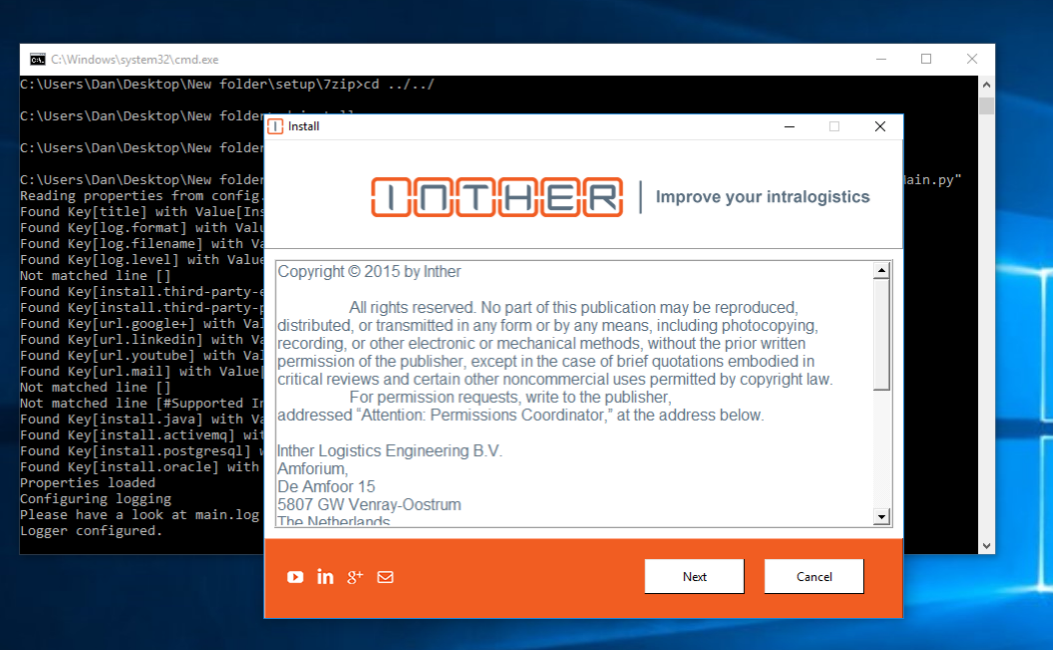 C:\Windows\system32\cmd.exe
C:\Users\Dan\Desktop\New folder\setup\7zip>cd ../../
C:\Users\Dan\Desktop\New folder
C:\Users\Dan\Desktop\New folder
C:\Users\Dan\Desktop\New folder
ain.py"
Reading properties from config.
Found Key[title] with Value[Ins
Found Key[log.format] with Valu
Found Key[log.filename] with Va
Found Key[log.level] with Value
Not matched line []
Found Key[install.third-party-e
Found Key[install.third-party-p
Found Key[url.google+] with Val
Found Key[url.linkedin] with Va
Found Key[url.youtube] with Val
Found Key[url.mail] with Value[
Not matched line []
Not matched line [#Supported In
Found Key[install.java] with Va
Found Key[install.activemq] wit
Found Key[install.postgresql] w
Found Key[install.oracle] with
Properties loaded
Configuring logging
Please have a look at main.log
Logger configured.
Install
INTHER
Improve your intralogistics
Copyright © 2015 by Inther
All rights reserved. No part of this publication may be reproduced,
distributed, or transmitted in any form or by any means, including photocopying,
recording, or other electronic or mechanical methods, without the prior written
permission of the publisher, except in the case of brief quotations embodied in
critical reviews and certain other noncommercial uses permitted by copyright law.
For permission requests, write to the publisher,
addressed “Attention: Permissions Coordinator,” at the address below.
Inther Logistics Engineering B.V.
Amforium,
De Amfoor 15
5807 GW Venray-Oostrum
The Netherlands
in
g+
Next
Cancel